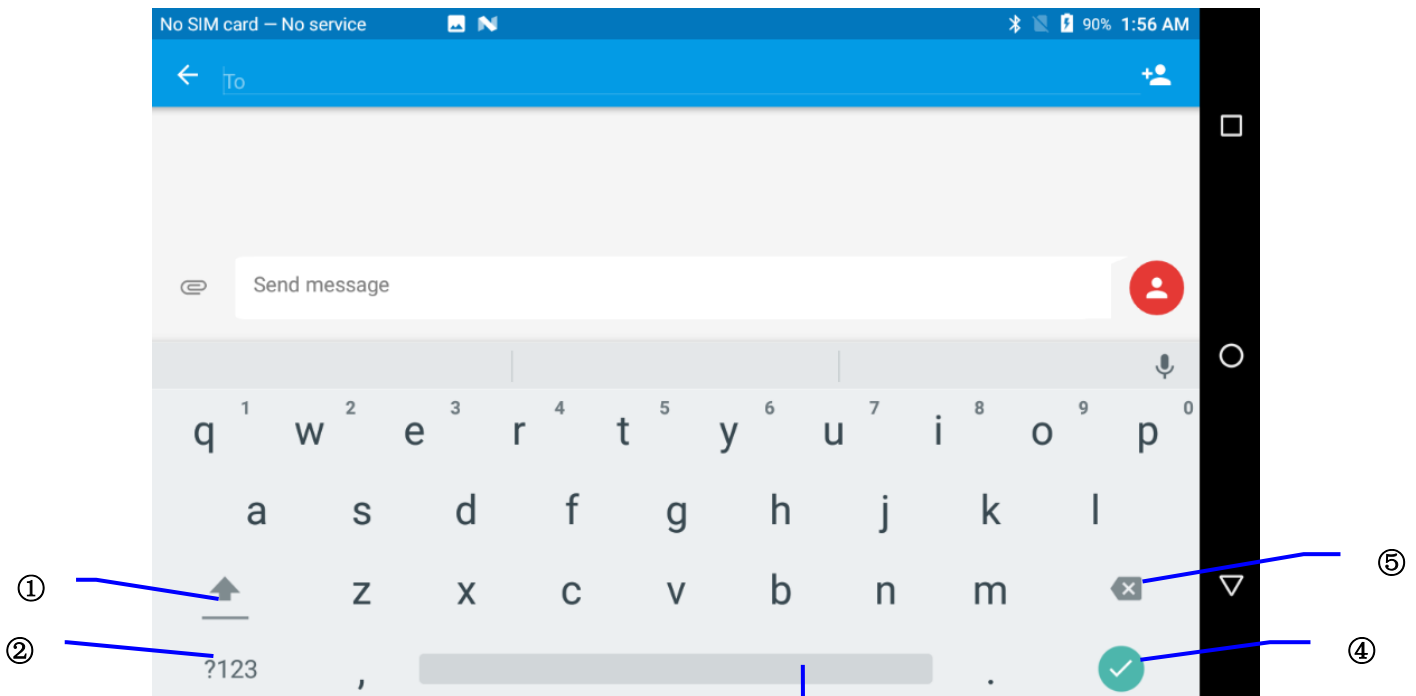 No SIM card — No service 90% 1:56 AM
To
Send message
1 2 3 4 5 6 7 8 9 0
q w e r t y u i o p
a s d f g h j k l
① z x c v b n m ⑤
② ?123 , . ④